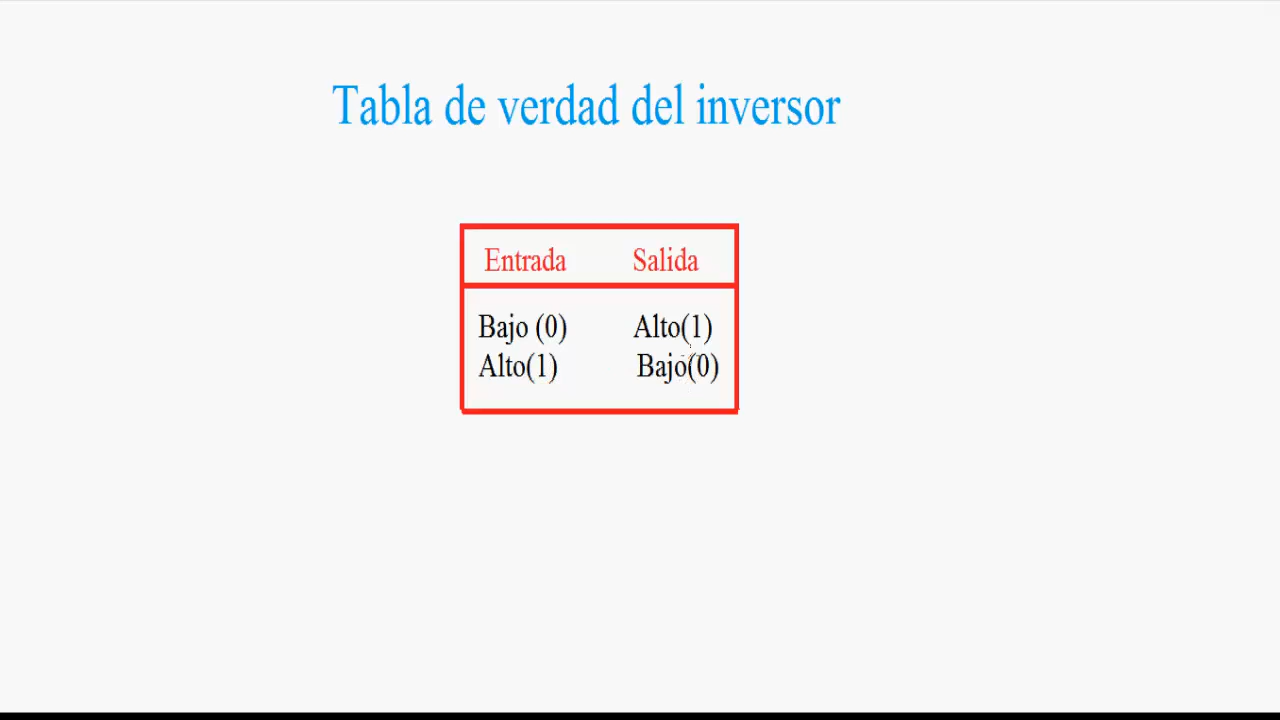 Tabla de verdad del inversor
Entrada Salida
Bajo (0) Alto(1)
Alto(1) Bajo(0)